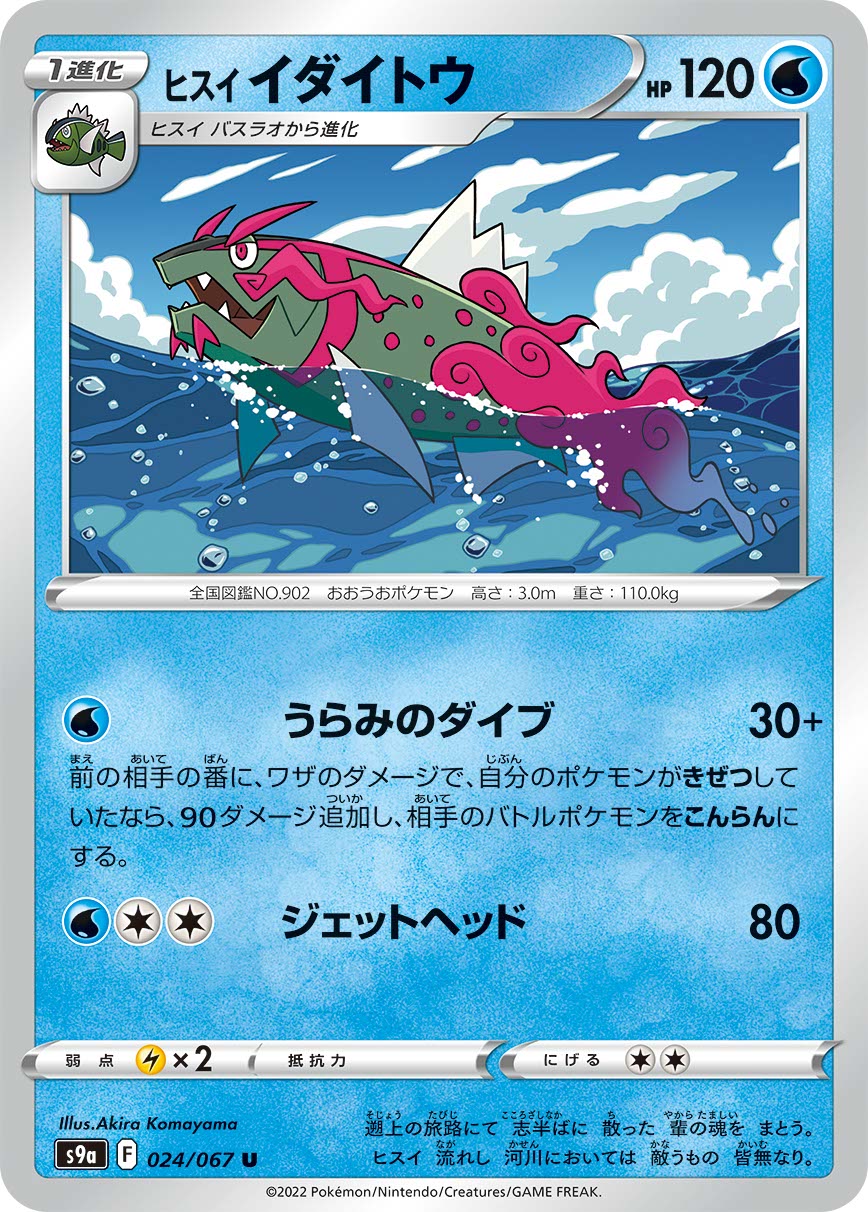 1進化
ヒスイ イダイトウ
HP 120
ヒスイ バスラオから進化
全国図鑑NO.902 おおうおポケモン 高さ:3.0m 重さ:110.0kg
うらみのダイブ 30+
前の相手の番に、ワザのダメージで、自分のポケモンがきぜつして
いたなら、90ダメージ追加し、相手のバトルポケモンをこんらんに
する。
ジェットヘッド 80
弱点 ×2 抵抗力 にげる
Illus.Akira Komayama
遡上の旅路にて 志半ばに 散った 輩の魂を まとう。
ヒスイ 流れし 河川においては 敵うもの 皆無なり。
s9a F 024/067 U
©2022 Pokémon/Nintendo/Creatures/GAME FREAK.